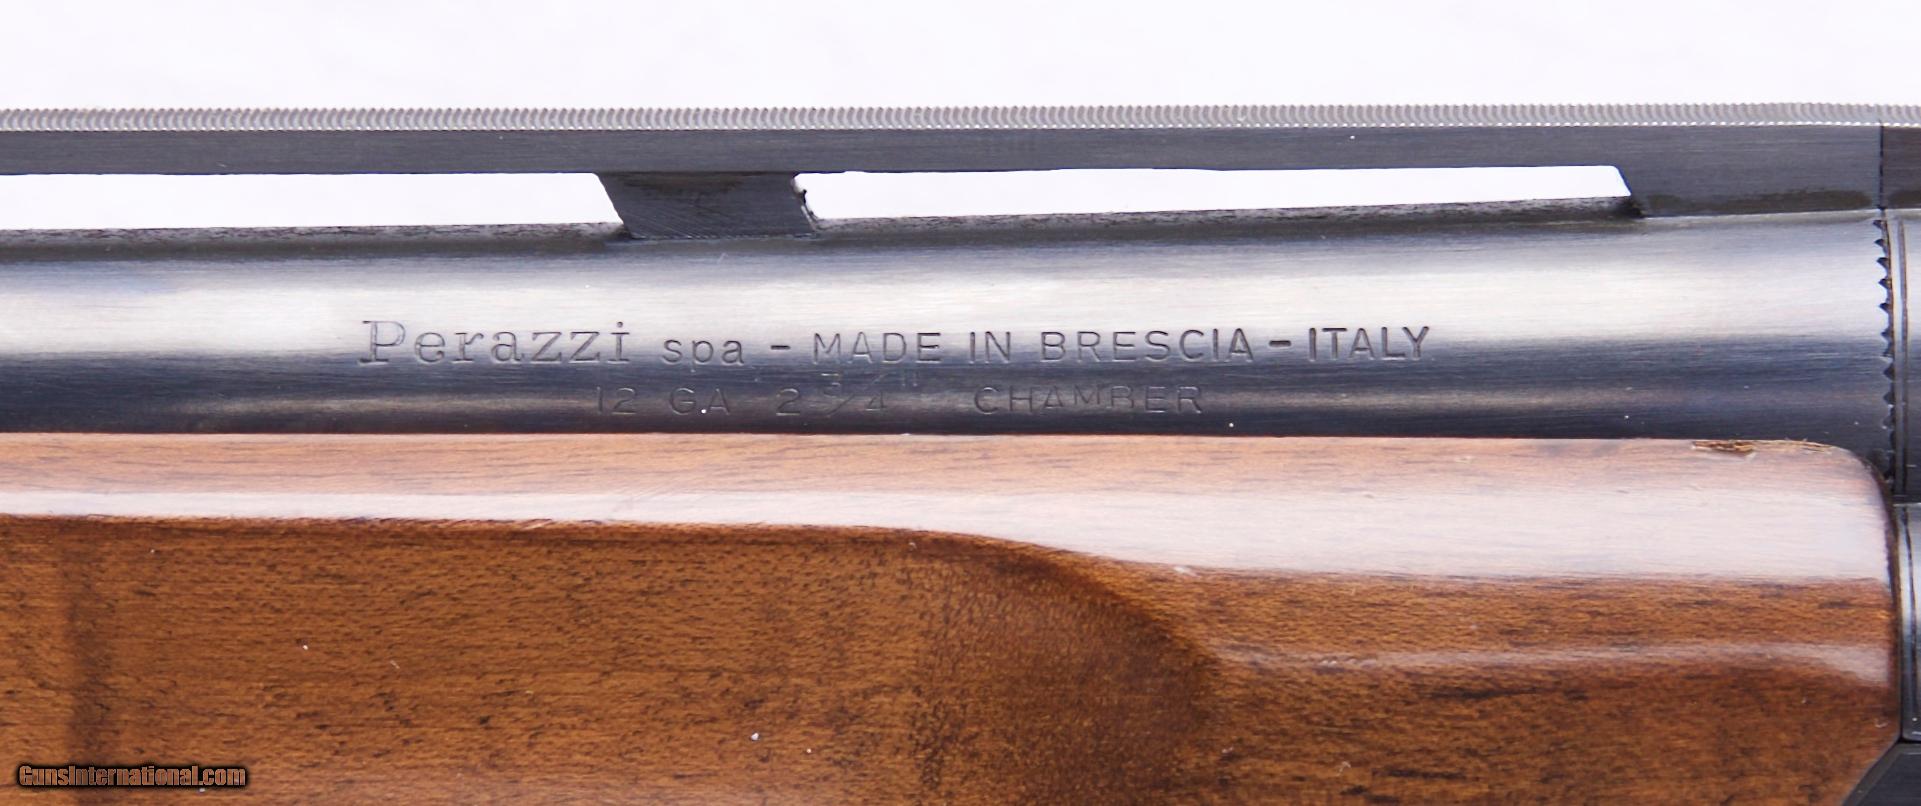 Perazzi spa - MADE IN BRESCIA - ITALY
12 GA 2 3/4" CHAMBER
GunsInternational.com